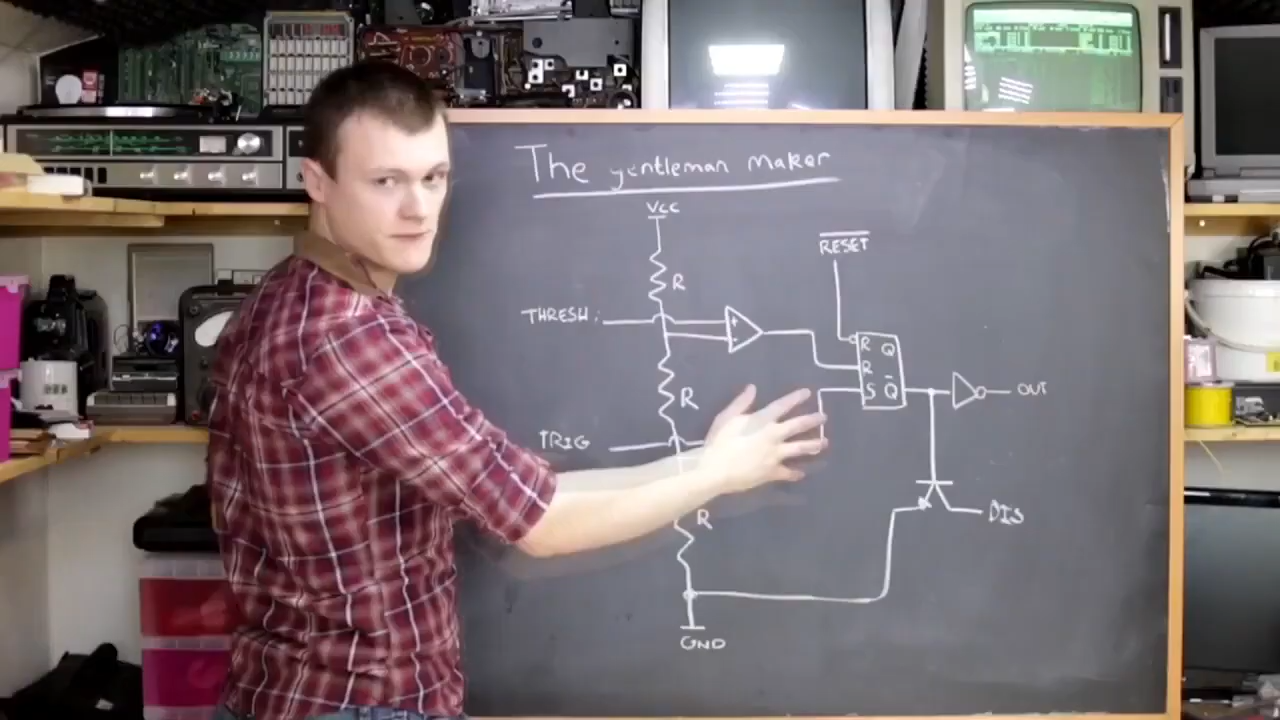 The gentleman maker
VCC
RESET
R
THRESH.
+
-
R Q
R
S Q̅
R
OUT
TRIG
R
DIS
GND